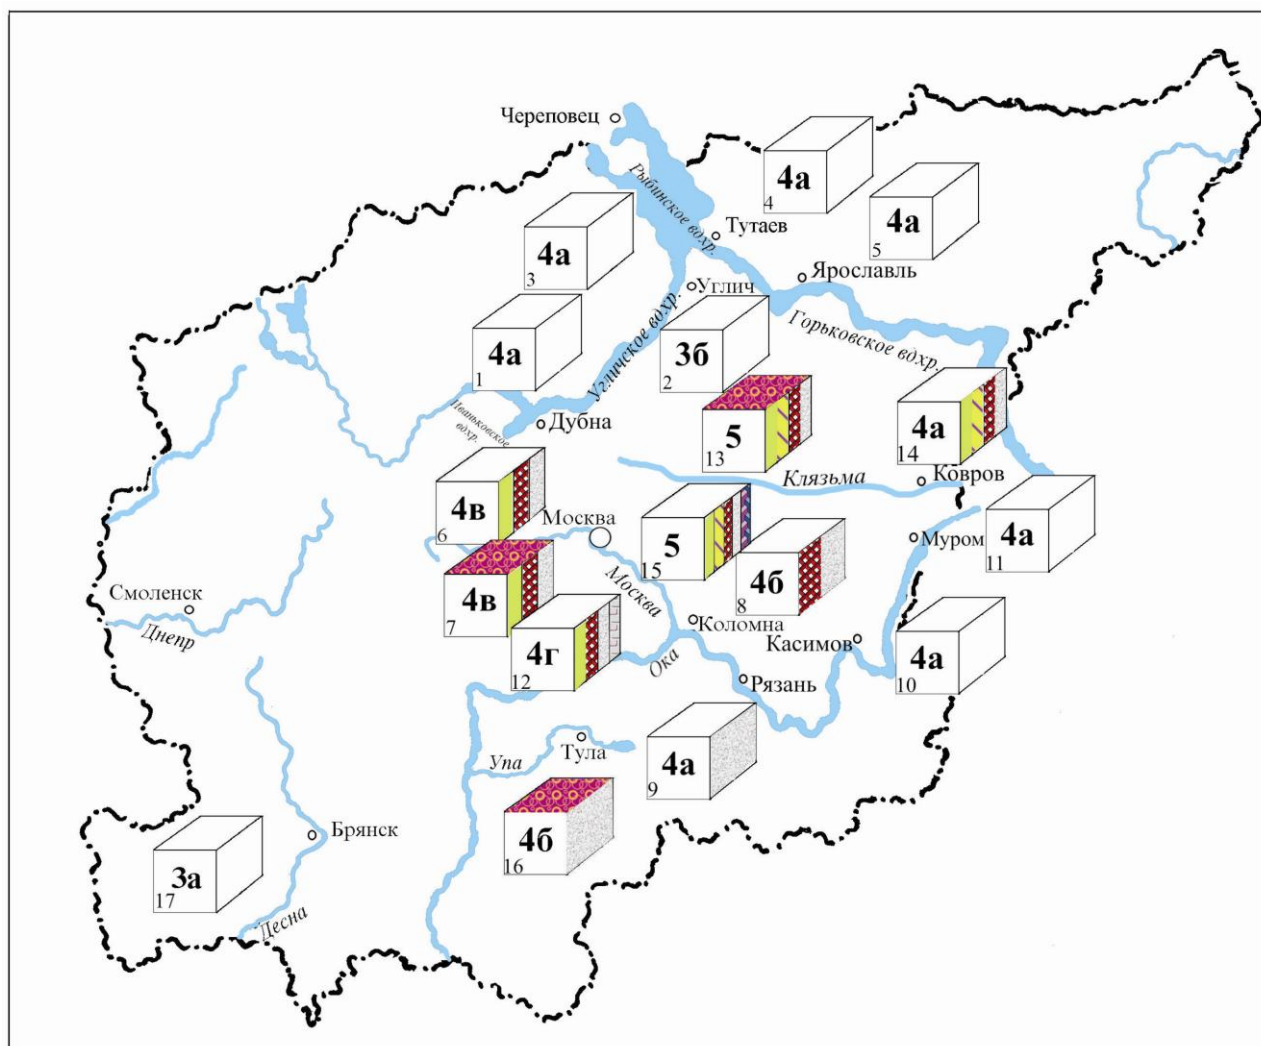 Череповец
4а
4
Рыбинское вдхр.
4а
5
Тутаев
4а
3
Ярославль
Углич
Горьковское вдхр.
Угличское вдхр.
4а
1
3б
2
Иваньковское
вдхр.
Дубна
5
13
4а
14
Клязьма
Ковров
4в
6
Москва
5
15
4а
11
Муром
4б
8
Москва
4в
7
Смоленск
Днепр
Коломна
Касимов
4г
12
Ока
4а
10
Рязань
Упа
Тула
4а
9
4б
16
Брянск
3а
17
Десна